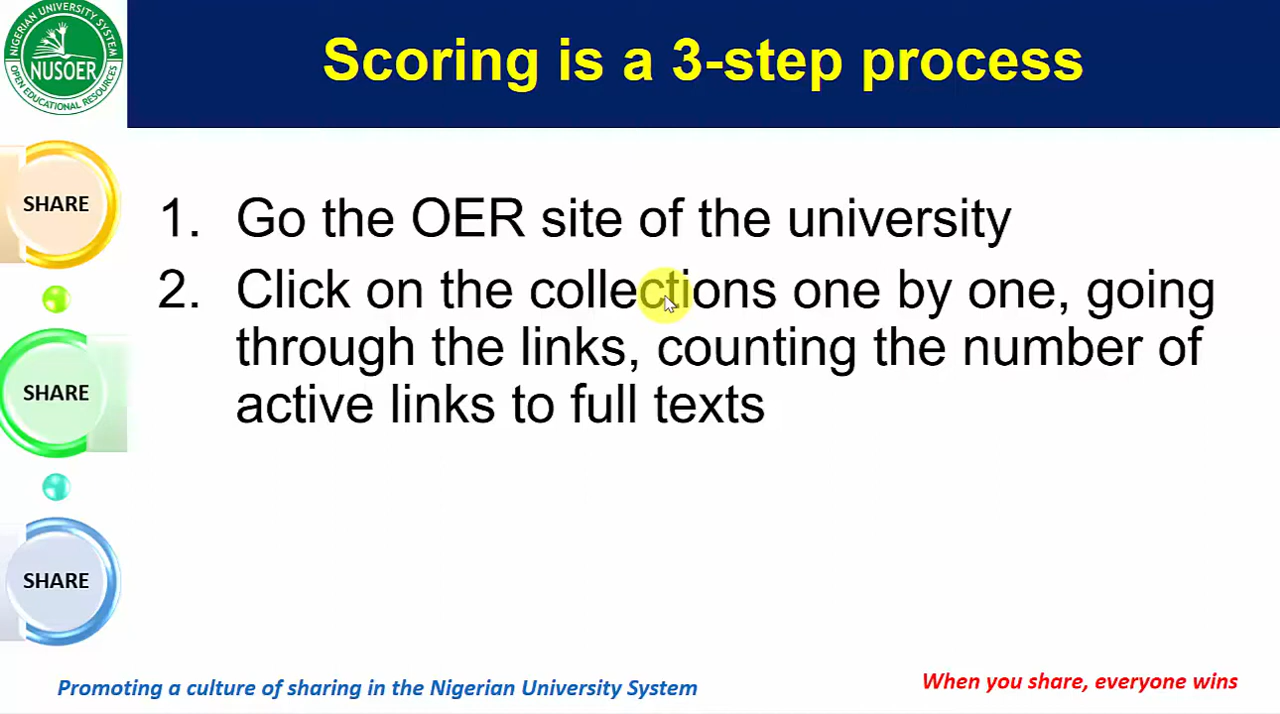 NIGERIAN UNIVERSITY SYSTEM
NUSOER
OPEN EDUCATIONAL RESOURCES
Scoring is a 3-step process
SHARE
SHARE
SHARE
1. Go the OER site of the university
2. Click on the collections one by one, going
through the links, counting the number of
active links to full texts
Promoting a culture of sharing in the Nigerian University System
When you share, everyone wins